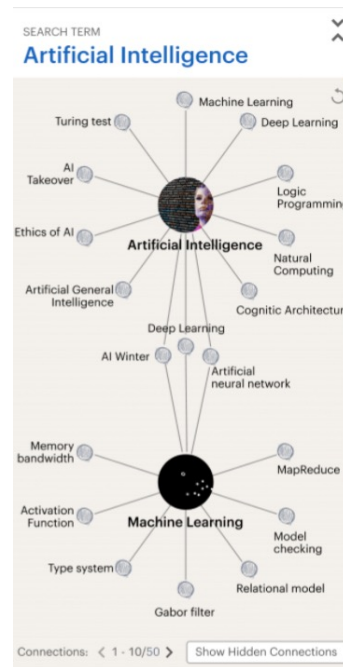 SEARCH TERM
Artificial Intelligence
Machine Learning
Turing test
Deep Learning
AI
Takeover
Logic
Programming
Ethics of AI
Artificial Intelligence
Natural
Computing
Artificial General
Intelligence
Cognitic Architectur
Deep Learning
AI Winter
Artificial
neural network
Memory
bandwidth
MapReduce
Activation
Function
Machine Learning
Model
checking
Type system
Relational model
Gabor filter
Connections: < 1 - 10/50 > Show Hidden Connections